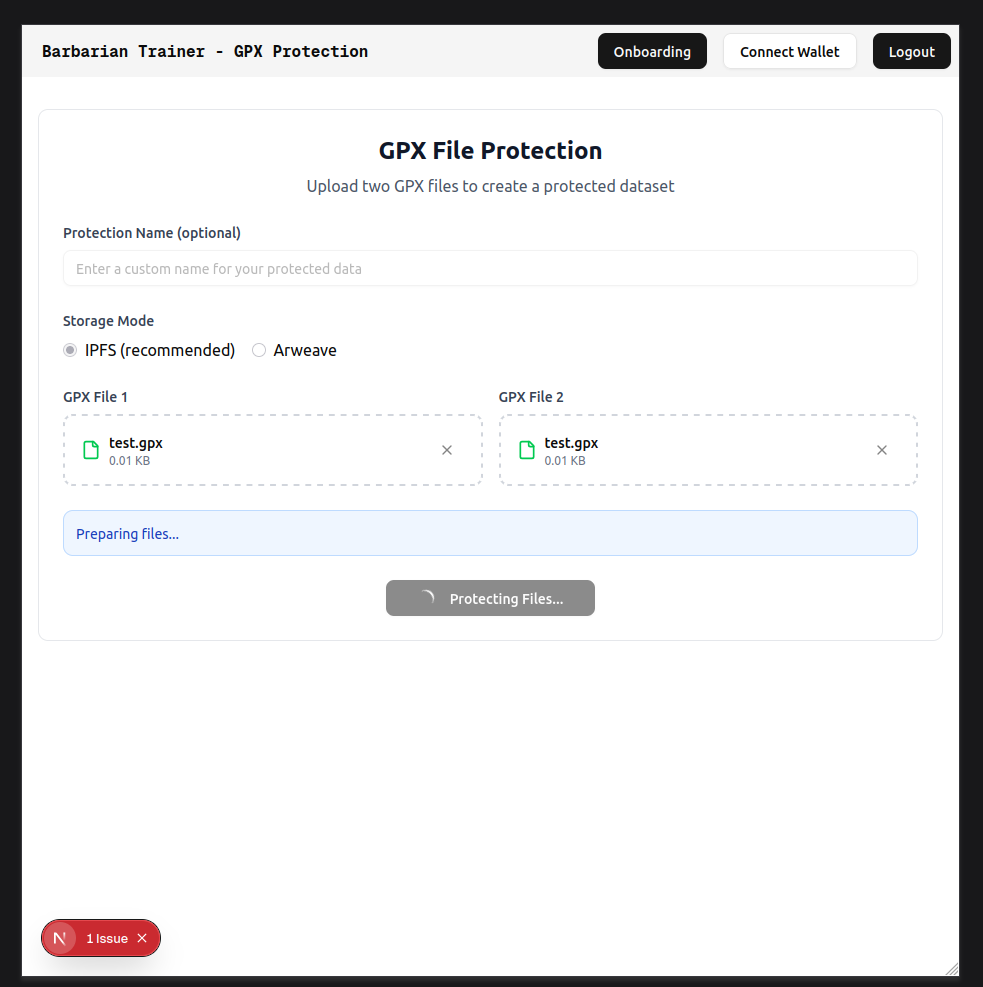 Barbarian Trainer - GPX Protection
Onboarding
Connect Wallet
Logout
GPX File Protection
Upload two GPX files to create a protected dataset
Protection Name (optional)
Enter a custom name for your protected data
Storage Mode
IPFS (recommended)
Arweave
GPX File 1
test.gpx
0.01 KB
GPX File 2
test.gpx
0.01 KB
Preparing files...
Protecting Files...
N
1 Issue